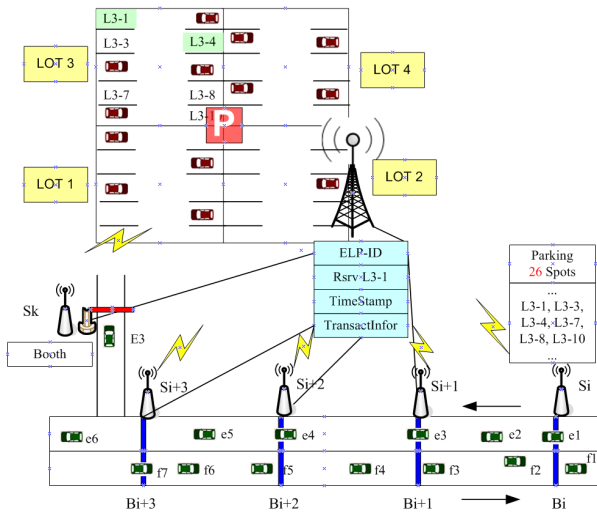 L3-1
L3-3
L3-4
LOT 3
LOT 4
L3-7
L3-8
L3-1
P
LOT 1
LOT 2
ELP-ID
Rsrv L3-1
TimeStamp
TransactInfor
Parking
26 Spots
...
L3-1, L3-3,
L3-4, L3-7,
L3-8, L3-10
...
Sk
E3
Booth
Si+3
Si+2
Si+1
Si
e6
e5
e4
e3
e2
e1
f7
f6
f5
f4
f3
f2
f1
Bi+3
Bi+2
Bi+1
Bi